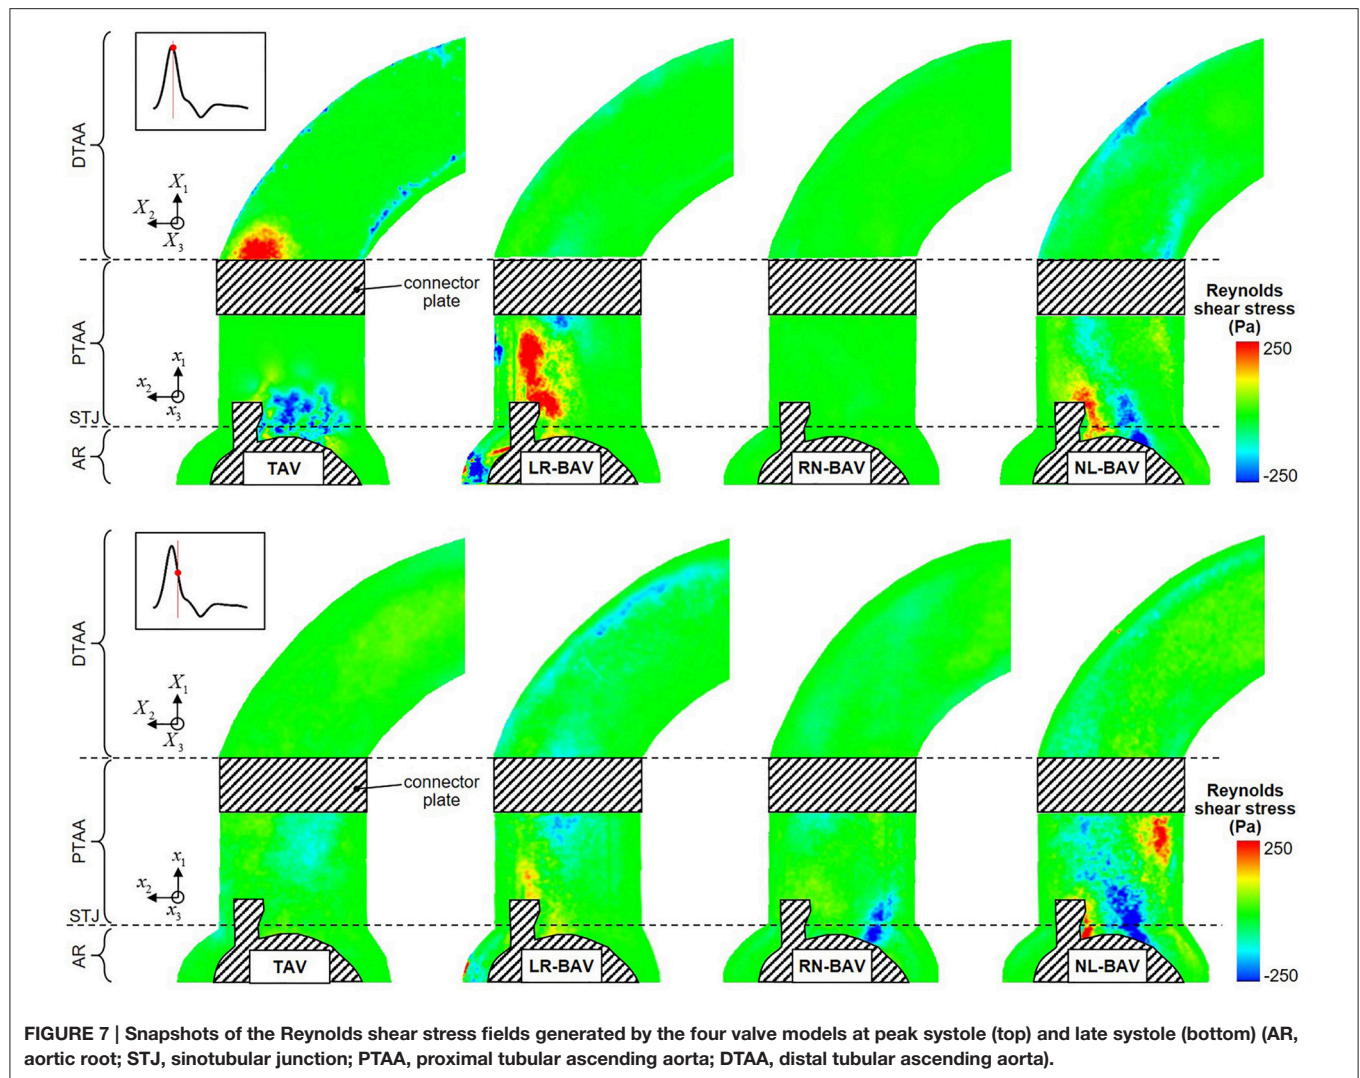 DTAA
X1
X2
X3
connector
plate
PTAA
x1
x2
x3
STJ
AR
TAV
LR-BAV
RN-BAV
NL-BAV
Reynolds
shear stress
(Pa)
250
-250
DTAA
X1
X2
X3
connector
plate
PTAA
x1
x2
x3
STJ
AR
TAV
LR-BAV
RN-BAV
NL-BAV
Reynolds
shear stress
(Pa)
250
-250
FIGURE 7 | Snapshots of the Reynolds shear stress fields generated by the four valve models at peak systole (top) and late systole (bottom) (AR,
aortic root; STJ, sinotubular junction; PTAA, proximal tubular ascending aorta; DTAA, distal tubular ascending aorta).